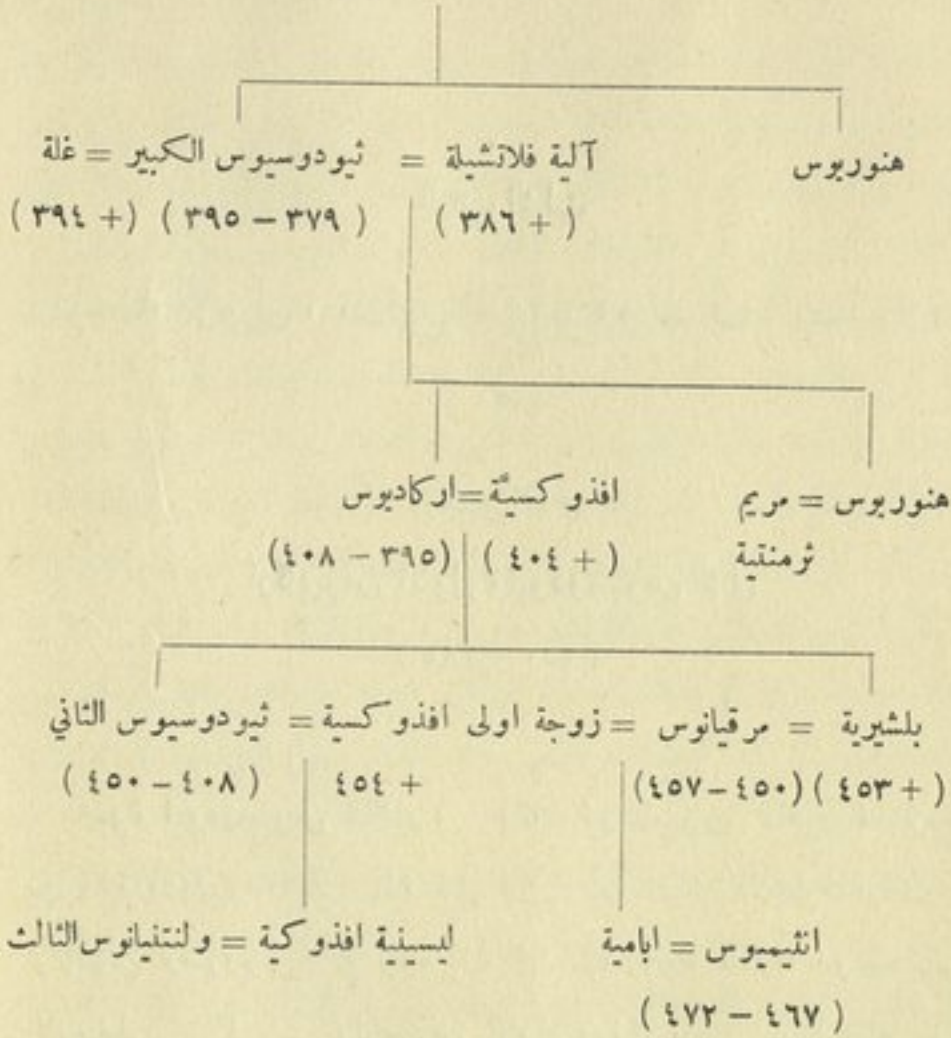 هنوريوس آلية فلاتشيلة = ثيودوسيوس الكبير = غلة
( + ٣٨٦ ) ( ٣٧٩ — ٣٩٥ ) ( + ٣٩٤ )
هنوريوس = مريم افذوكسيَّة = اركاديوس
ثرمنتية ( + ٤٠٤ ) ( ٣٩٥ — ٤٠٨ )
بلشيرية = مرقيانوس = زوجة اولى افذوكسية = ثيودوسيوس الثاني
( + ٤٥٣ ) ( ٤٥٠ — ٤٥٧ ) + ٤٥٤ ( ٤٠٨ — ٤٥٠ )
انثيميوس = ابامية ليسينية افذوكية = ولنتنيانوس الثالث
( ٤٦٧ — ٤٧٢ )